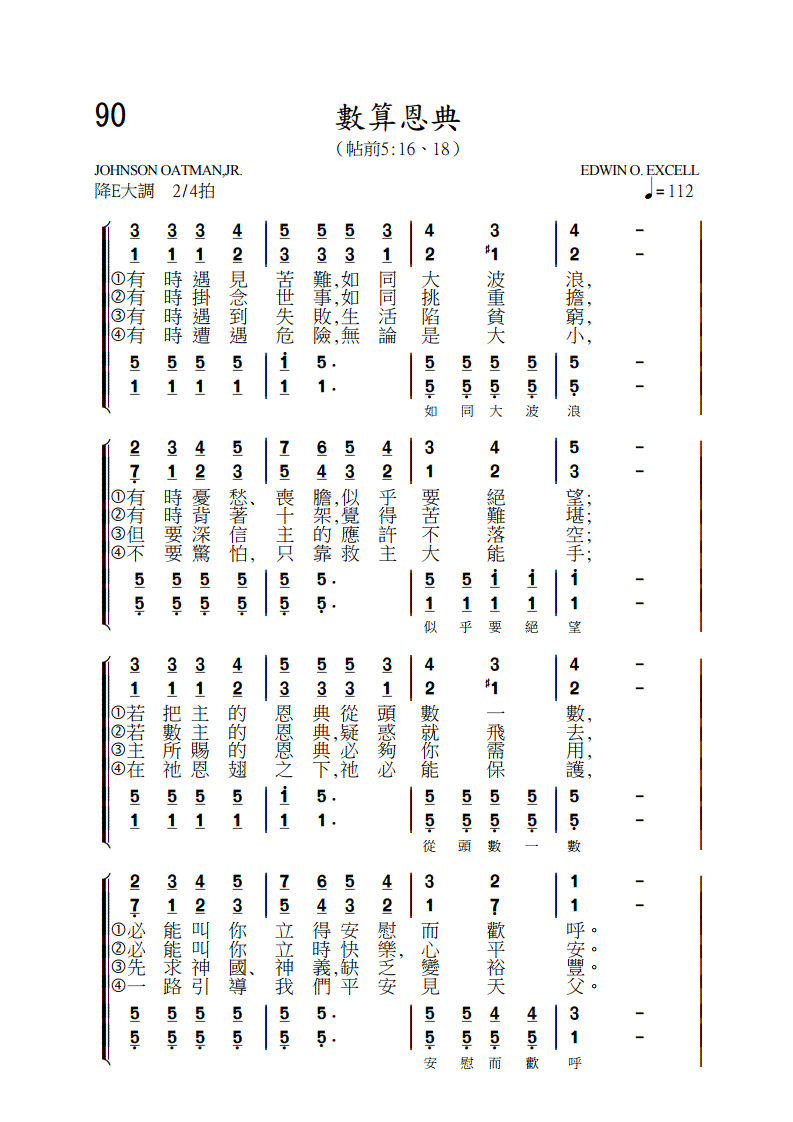 90
數算恩典
（帖前5:16、18）
JOHNSON OATMAN,JR. EDWIN O. EXCELL
降E大調 2/4拍 ♩=112
3 3 3 4 5 5 5 3 4 3 4 -
1 1 1 2 3 3 3 1 2 ♯1 2 -
①有時遇見苦難,如同大波浪,
②有時掛念世事,如同挑重擔,
③有時遇到失敗,生活陷貧窮,
④有時遭遇危險,無論是大小,
5 5 5 5 i 5. 5 5 5 5 5 -
1 1 1 1 1 1. 5 5 5 5 5 -
如同大波浪
2 3 4 5 7 6 5 4 3 4 5 -
7 1 2 3 5 4 3 2 1 2 3 -
①有時憂愁、喪膽,似乎要絕望;
②有時背著十架,覺得苦難堪;
③但要深信主的應許不落空;
④不要驚怕,只靠救主大能手;
5 5 5 5 5 5. 5 5 i i i -
5 5 5 5 5 5. 1 1 1 1 1 -
似乎要絕望
3 3 3 4 5 5 5 3 4 3 4 -
1 1 1 2 3 3 3 1 2 ♯1 2 -
①若把主的恩典從頭數一數,
②若數主的恩典,疑惑就飛去,
③主所賜的恩典必夠你需用,
④在祂恩翅之下,祂必能保護,
5 5 5 5 i 5. 5 5 5 5 5 -
1 1 1 1 1 1. 5 5 5 5 5 -
從頭數一數
2 3 4 5 7 6 5 4 3 2 1 -
7 1 2 3 5 4 3 2 1 7 1 -
①必能叫你立得安慰而歡呼。
②必能叫你立時快樂,心平安。
③先求神國、神義,缺乏變裕豐。
④一路引導我們平安見天父。
5 5 5 5 5 5. 5 5 4 4 3 -
5 5 5 5 5 5. 5 5 5 5 1 -
安慰而歡呼